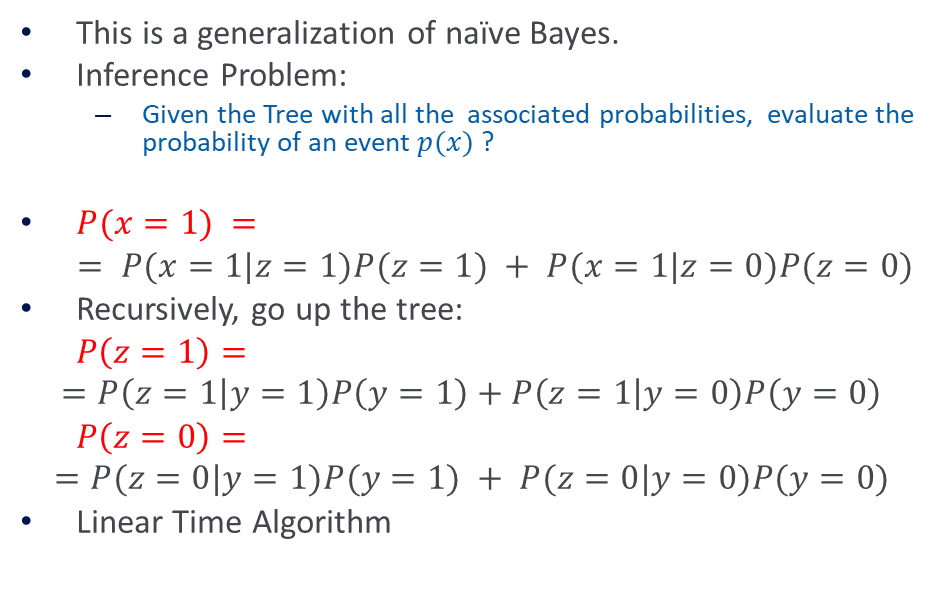 • This is a generalization of naïve Bayes.
• Inference Problem:
– Given the Tree with all the associated probabilities, evaluate the
probability of an event p(x) ?
• P(x = 1) =
= P(x = 1|z = 1)P(z = 1) + P(x = 1|z = 0)P(z = 0)
• Recursively, go up the tree:
P(z = 1) =
= P(z = 1|y = 1)P(y = 1) + P(z = 1|y = 0)P(y = 0)
P(z = 0) =
= P(z = 0|y = 1)P(y = 1) + P(z = 0|y = 0)P(y = 0)
• Linear Time Algorithm